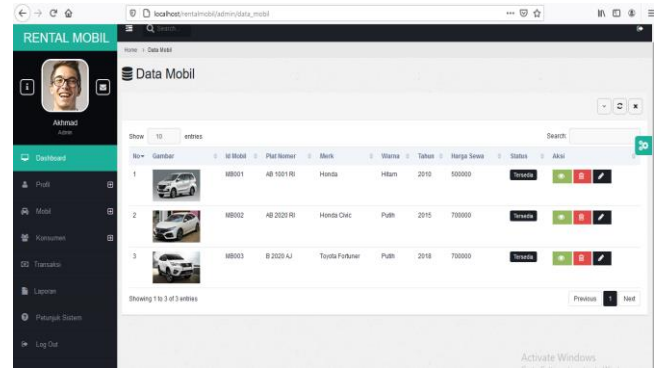 localhost/rentalmobil/admin/data_mobil
RENTAL MOBIL
Search...
Home > Data Mobil
Data Mobil
Akhmad
Admin
Dashboard
Profil
Mobil
Konsumen
Transaksi
Laporan
Petunjuk Sistem
Log Out
Show 10 entries
Search:
No Gambar Id Mobil Plat Nomor Merk Warna Tahun Harga Sewa Status Aksi
1 MB001 AB 1001 RI Honda Hitam 2010 500000 Tersedia
2 MB002 AB 2020 RI Honda Civic Putih 2015 700000 Tersedia
3 MB003 B 2020 AJ Toyota Fortuner Putih 2018 700000 Tersedia
Showing 1 to 3 of 3 entries
Previous 1 Next
Activate Windows